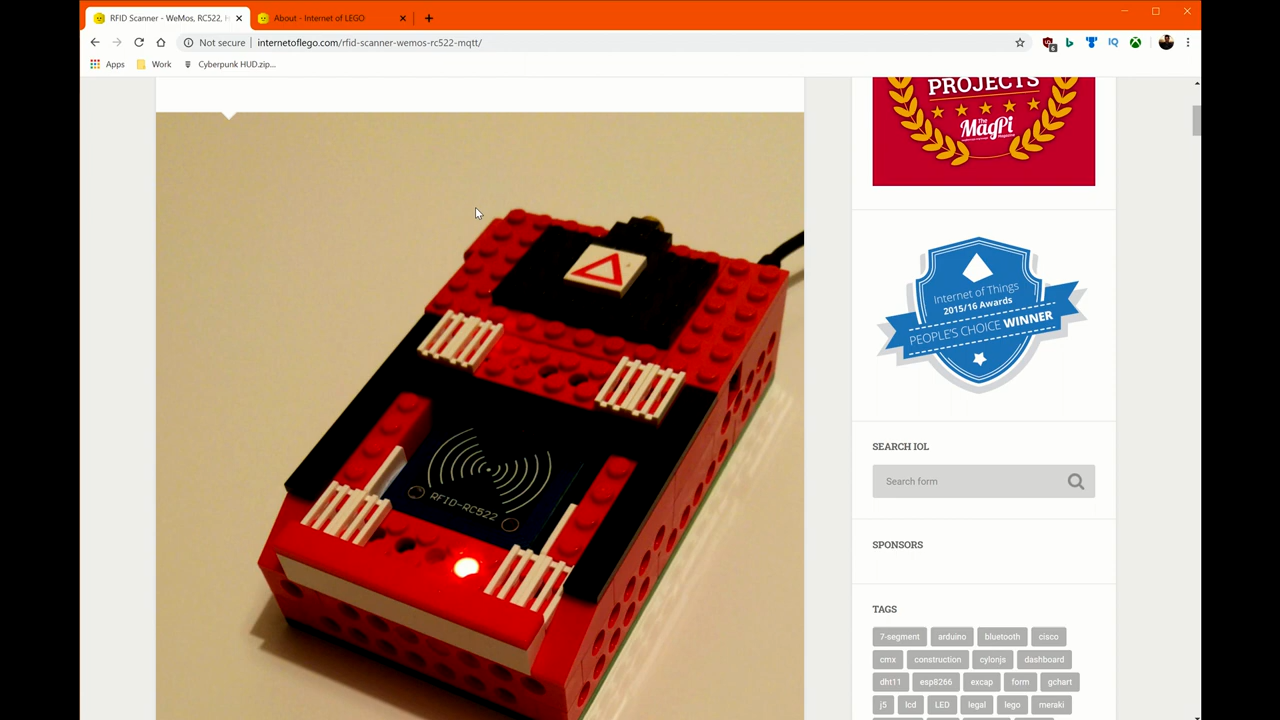 RFID Scanner - WeMos, RC522, H
About - Internet of LEGO
Not secure
internetoflego.com/rfid-scanner-wemos-rc522-mqtt/
6
IQ
Apps
Work
Cyberpunk HUD.zip...
PROJECTS
The
MagPi
Internet of Things
2015/16 Awards
PEOPLE'S CHOICE WINNER
RFID-RC522
SEARCH IOL
Search form
SPONSORS
TAGS
7-segment arduino bluetooth cisco
cmx construction cylonjs dashboard
dht11 esp8266 excap form gchart
j5 lcd LED legal lego meraki